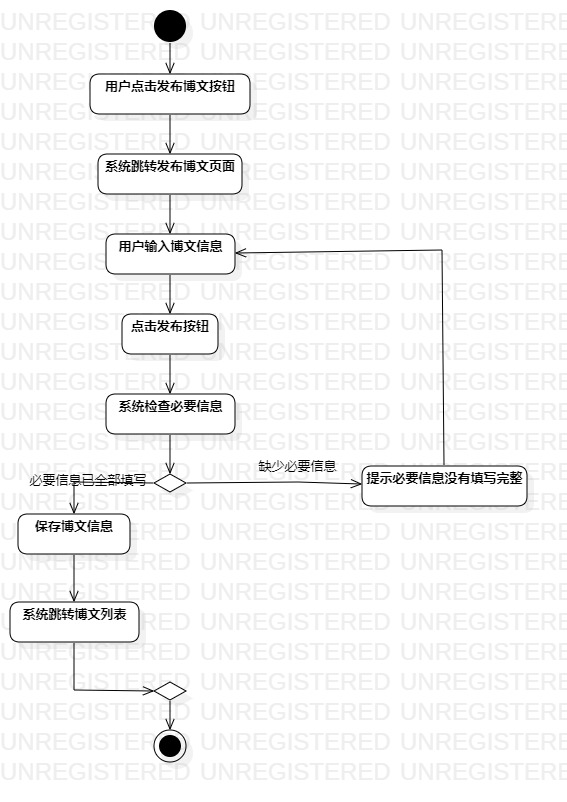 用户点击发布博文按钮
系统跳转发布博文页面
用户输入博文信息
点击发布按钮
系统检查必要信息
缺少必要信息
必要信息已全部填写
提示必要信息没有填写完整
保存博文信息
系统跳转博文列表
UNREGISTERED